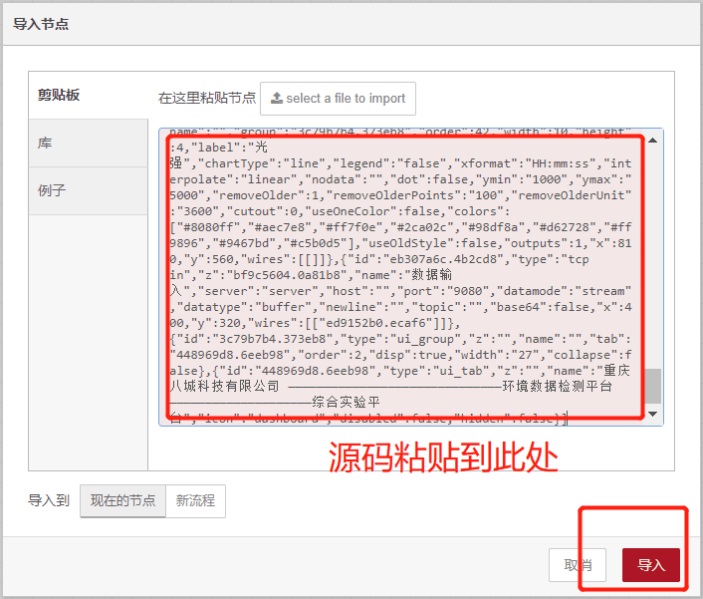 导入节点
剪贴板
库
例子
在这里粘贴节点
select a file to import
name":"","group":"3c79b7b4.373eb8","order":42,"width":10,"height"
:4,"label":"光
强","chartType":"line","legend":"false","xformat":"HH:mm:ss","int
erpolate":"linear","nodata":"","dot":false,"ymin":"1000","ymax":"
5000","removeOlder":1,"removeOlderPoints":"100","removeOlderUnit"
:"3600","cutout":0,"useOneColor":false,"colors":
["#8080ff","#aec7e8","#ff7f0e","#2ca02c","#98df8a","#d62728","#ff
9896","#9467bd","#c5b0d5"],"useOldStyle":false,"outputs":1,"x":81
0,"y":560,"wires":[[]]},{"id":"eb307a6c.4b2cd8","type":"tcp
in","z":"bf9c5604.0a81b8","name":"数据输
入","server":"server","host":"","port":"9080","datamode":"stream"
,"datatype":"buffer","newline":"","topic":"","base64":false,"x":4
00,"y":320,"wires":[["ed9152b0.ecaf6"]]},
{"id":"3c79b7b4.373eb8","type":"ui_group","z":"","name":"","tab":
"448969d8.6eeb98","order":2,"disp":true,"width":"27","collapse":f
alse},{"id":"448969d8.6eeb98","type":"ui_tab","z":"","name":"重庆
八城科技有限公司 ——————————————环境数据检测平台
——————————————综合实验平
台","icon":"dashboard","disabled":false,"hidden":false}]
源码粘贴到此处
导入到
现在的节点
新流程
取消
导入